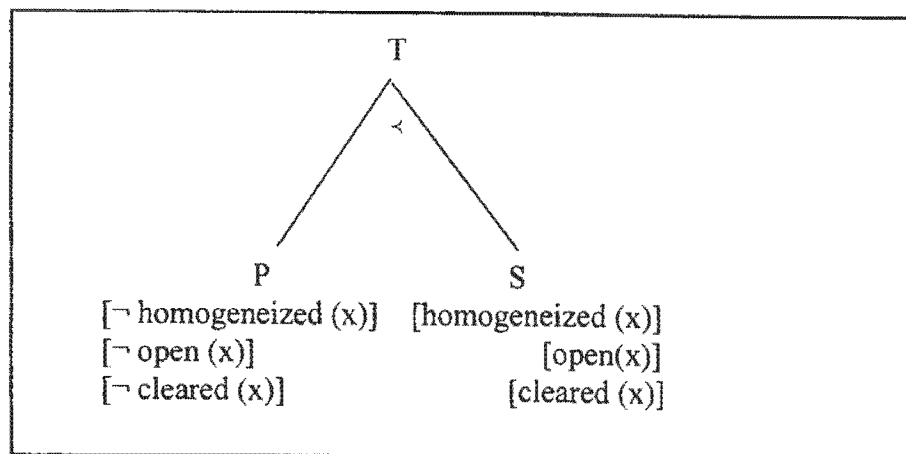 T
≺
P S
[¬ homogeneized (x)] [homogeneized (x)]
[¬ open (x)] [open(x)]
[¬ cleared (x)] [cleared (x)]